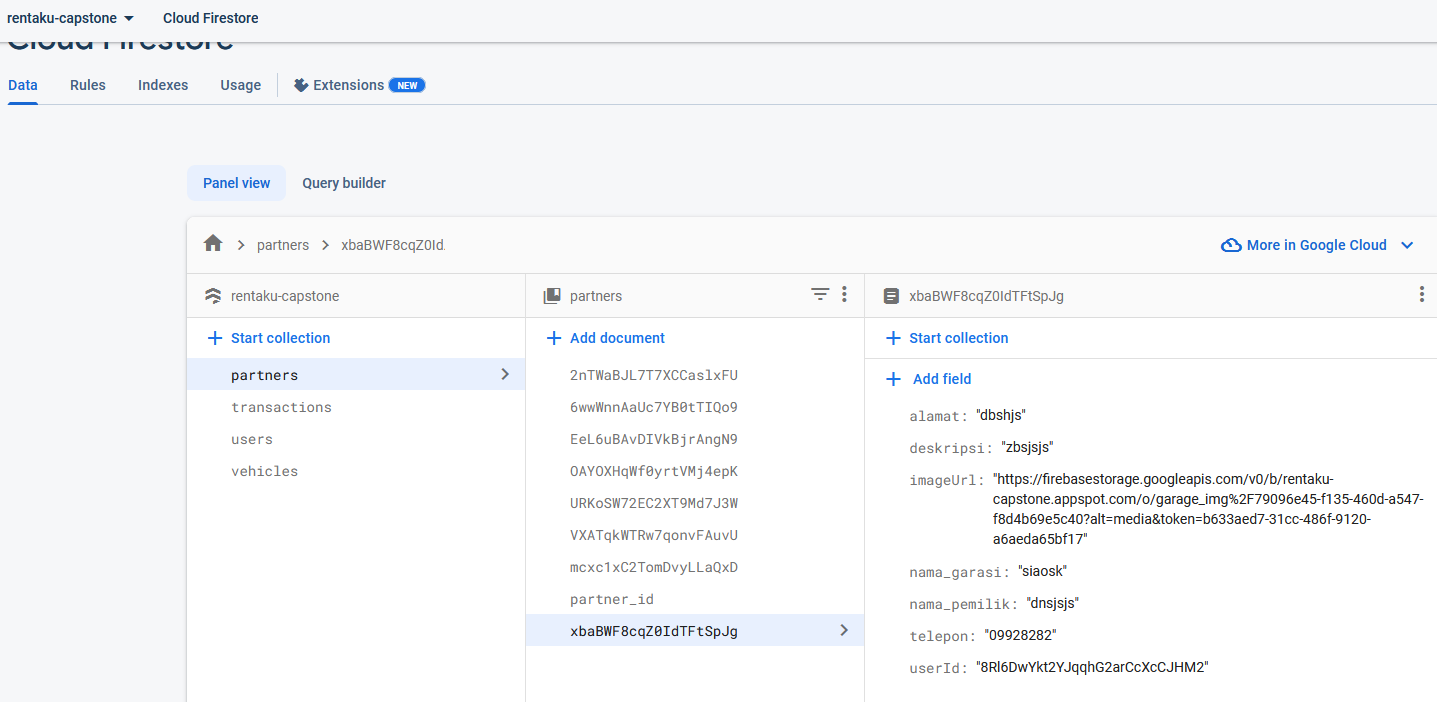 rentaku-capstone Cloud Firestore
Cloud Firestore
Data Rules Indexes Usage Extensions NEW
Panel view Query builder
partners xbaBWF8cqZ0Id
More in Google Cloud
rentaku-capstone
Start collection
partners
transactions
users
vehicles
partners
Add document
2nTWaBJL7T7XCCaslxFU
6wwWnnAaUc7YB0tTIQo9
EeL6uBAvDIVkBjrAngN9
OAYOXHqWf0yrtVMj4epK
URKoSW72EC2XT9Md7J3W
VXATqkWTRw7qonvFAuvU
mcxc1xC2TomDvyLLaQxD
partner_id
xbaBWF8cqZ0IdTFtSpJg
xbaBWF8cqZ0IdTFtSpJg
Start collection
Add field
alamat: "dbshjs"
deskripsi: "zbsjsjs"
imageUrl: "https://firebasestorage.googleapis.com/v0/b/rentaku-
capstone.appspot.com/o/garage_img%2F79096e45-f135-460d-a547-
f8d4b69e5c40?alt=media&token=b633aed7-31cc-486f-9120-
a6aeda65bf17"
nama_garasi: "siaosk"
nama_pemilik: "dnsjsjs"
telepon: "09928282"
userId: "8Rl6DwYkt2YJqqhG2arCcXcCJHM2"